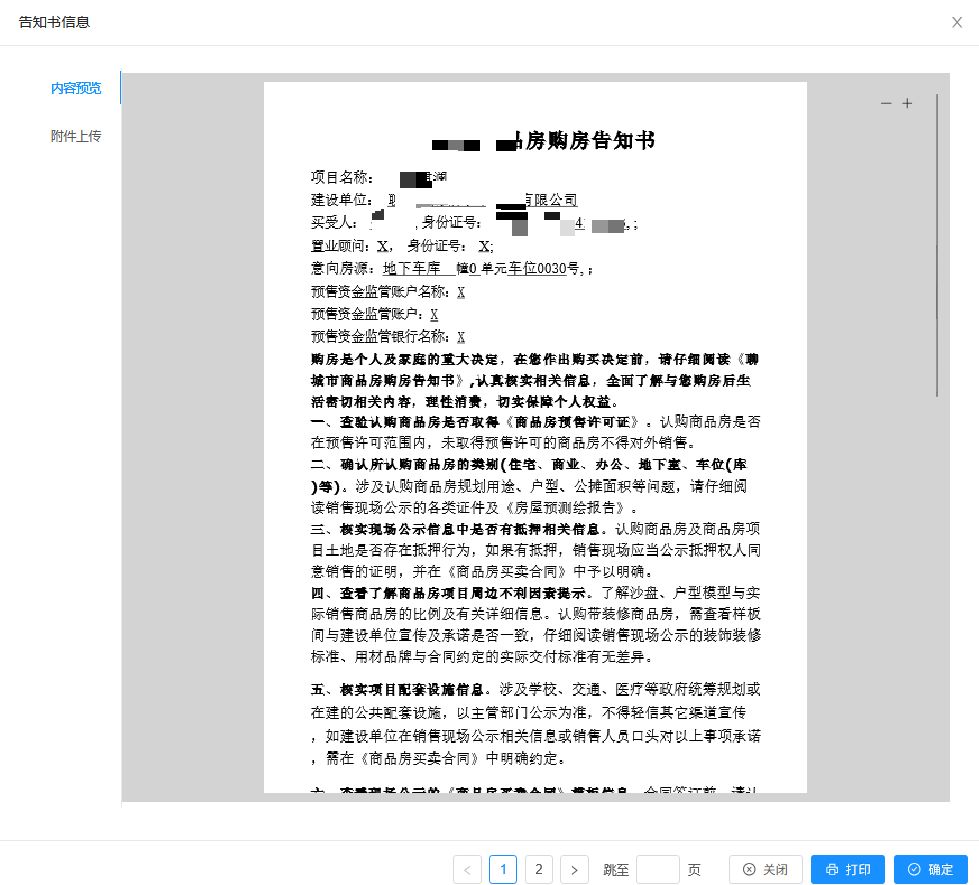 告知书信息
内容预览
附件上传
品房购房告知书
项目名称：
建设单位： 有限公司
买受人： ，身份证号： 4 ；
置业顾问：X， 身份证号： X；
意向房源：地下车库 幢0单元车位0030号。；
预售资金监管账户名称：X
预售资金监管账户：X
预售资金监管银行名称：X
购房是个人及家庭的重大决定，在您作出购买决定前，请仔细阅读《聊
城市商品房购房告知书》，认真核实相关信息，全面了解与您购房后生
活密切相关内容，理性消费，切实保障个人权益。
一、查验认购商品房是否取得《商品房预售许可证》。认购商品房是否
在预售许可范围内，未取得预售许可的商品房不得对外销售。
二、确认所认购商品房的类别(住宅、商业、办公、地下室、车位(库
)等)。涉及认购商品房规划用途、户型、公摊面积等问题，请仔细阅
读销售现场公示的各类证件及《房屋预测绘报告》。
三、核实现场公示信息中是否有抵押相关信息。认购商品房及商品房项
目土地是否存在抵押行为，如果有抵押，销售现场应当公示抵押权人同
意销售的证明，并在《商品房买卖合同》中予以明确。
四、查看了解商品房项目周边不利因素提示。了解沙盘、户型模型与实
际销售商品房的比例及有关详细信息。认购带装修商品房，需查看样板
间与建设单位宣传及承诺是否一致，仔细阅读销售现场公示的装饰装修
标准、用材品牌与合同约定的实际交付标准有无差异。
五、核实项目配套设施信息。涉及学校、交通、医疗等政府统筹规划或
在建的公共配套设施，以主管部门公示为准，不得轻信其它渠道宣传
，如建设单位在销售现场公示相关信息或销售人员口头对以上事项承诺
，需在《商品房买卖合同》中明确约定。
六、查看现场公示的《商品房买卖合同》模板信息。合同签订前，请认
< 1 2 > 跳至 页 关闭 打印 确定